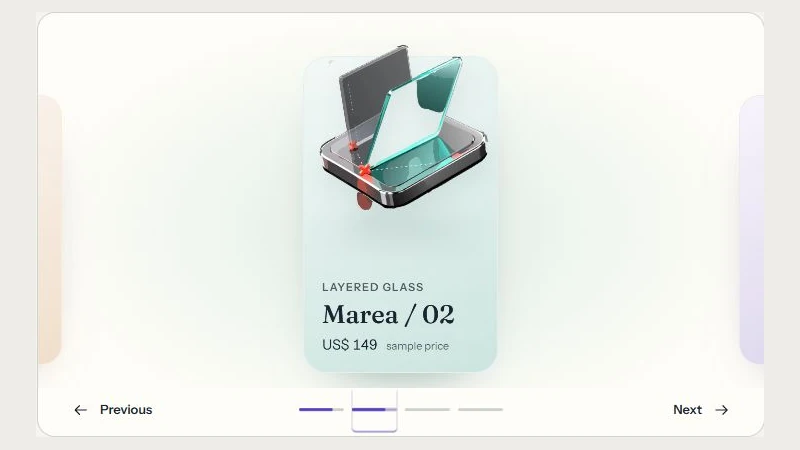 LAYERED GLASS
Marea / 02
US$ 149 sample price
← Previous
Next →